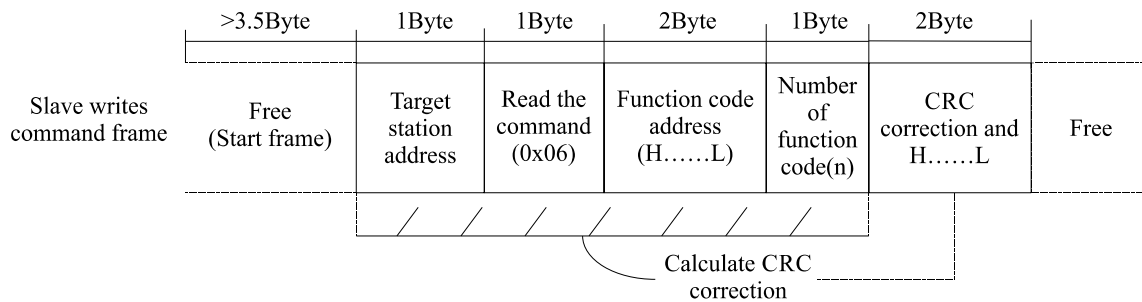 >3.5Byte 1Byte 1Byte 2Byte 1Byte 2Byte
Slave writes
command frame
Free
(Start frame)
Target
station
address
Read the
command
(0x06)
Function code
address
(H……L)
Number
of
function
code(n)
CRC
correction and
H……L
Free
Calculate CRC
correction